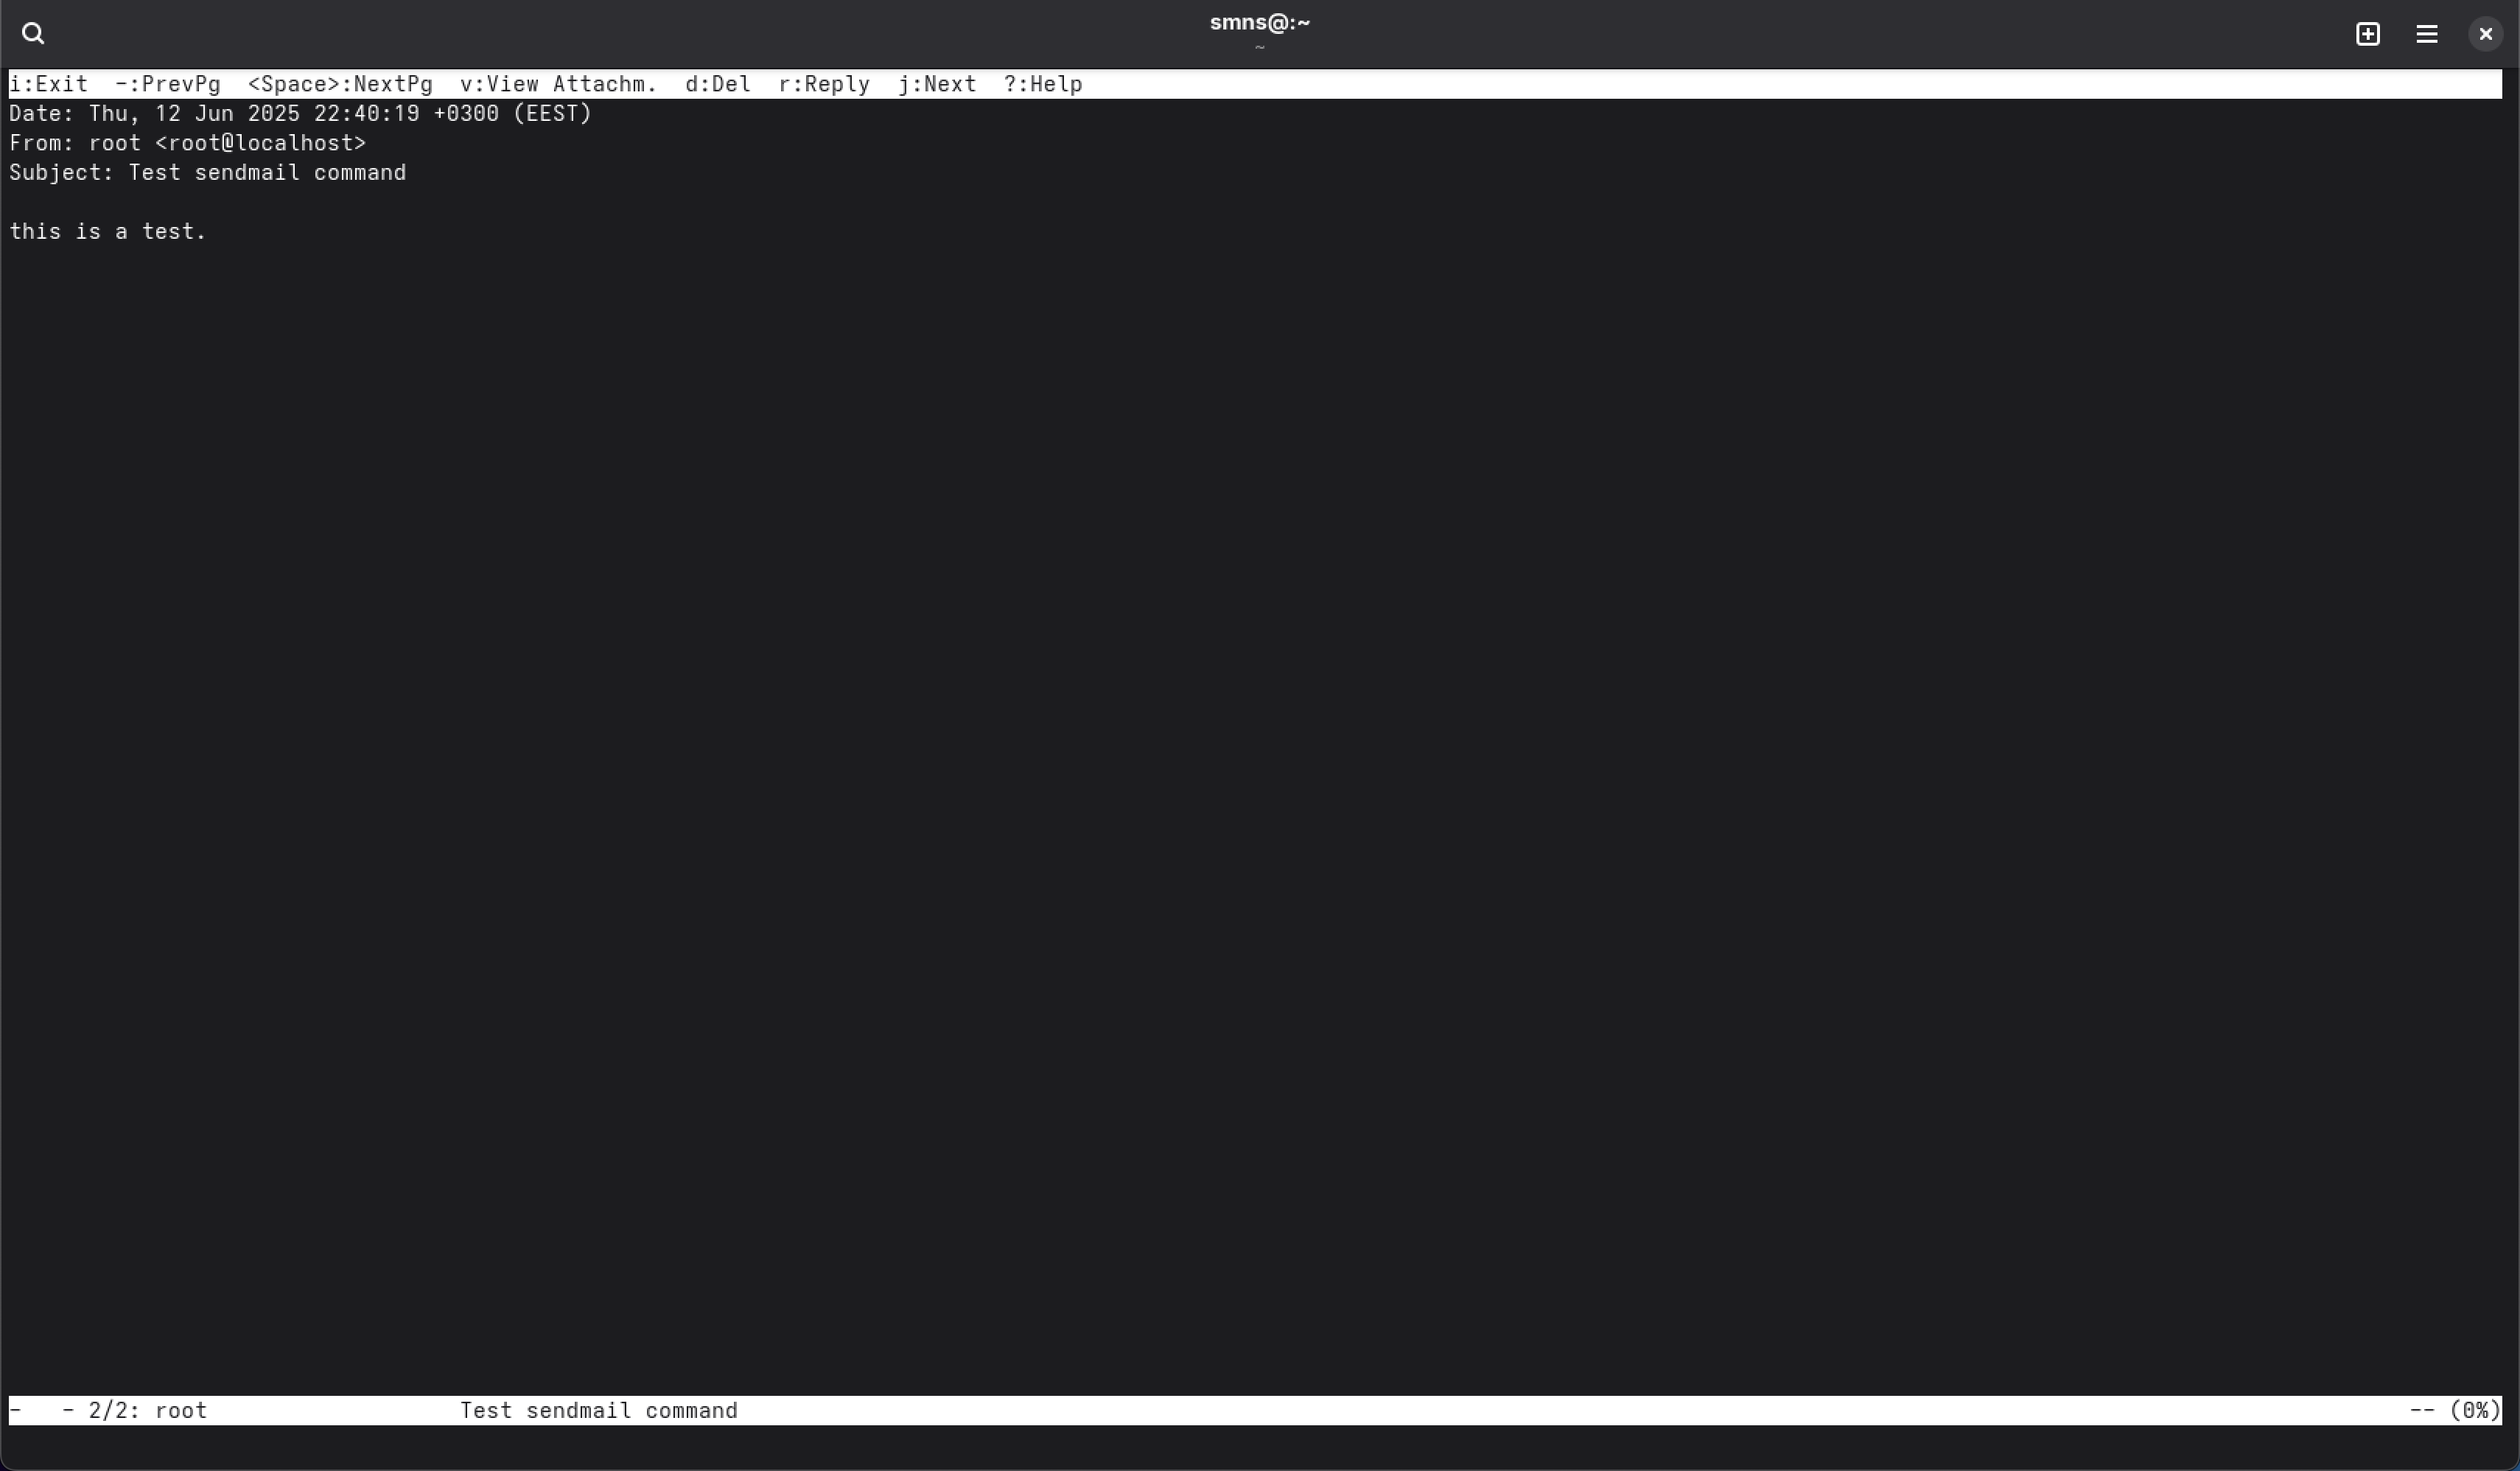 smns@:~
~
i:Exit  -:PrevPg  <Space>:NextPg  v:View Attachm.  d:Del  r:Reply  j:Next  ?:Help
Date: Thu, 12 Jun 2025 22:40:19 +0300 (EEST)
From: root <root@localhost>
Subject: Test sendmail command
this is a test.
-   - 2/2: root                   Test sendmail command                   -- (0%)